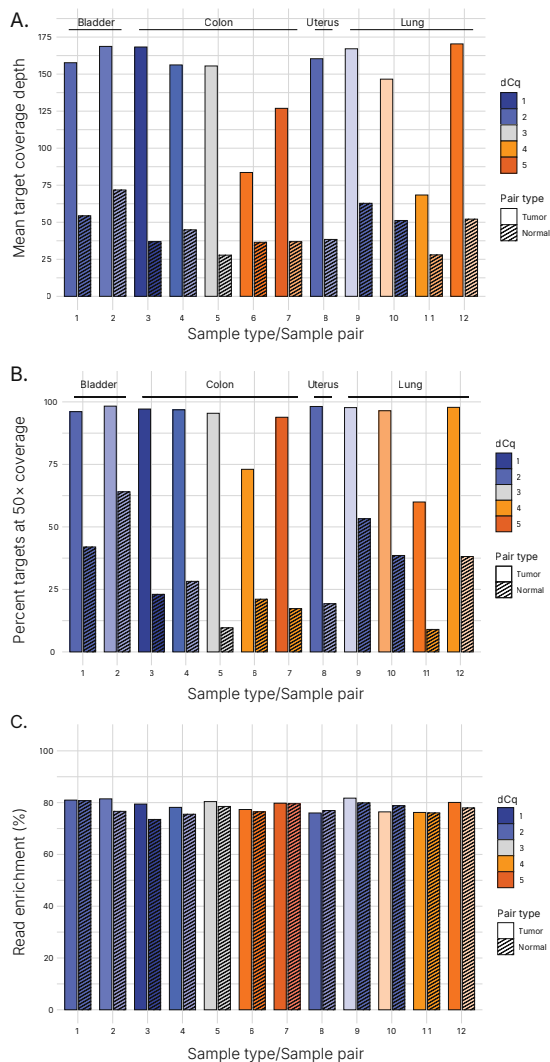 A.
Bladder Colon Uterus Lung
Mean target coverage depth
175
150
125
100
75
50
25
0
1 2 3 4 5 6 7 8 9 10 11 12
Sample type/Sample pair
dCq
1
2
3
4
5
Pair type
Tumor
Normal
B.
Bladder Colon Uterus Lung
Percent targets at 50× coverage
100
75
50
25
0
1 2 3 4 5 6 7 8 9 10 11 12
Sample type/Sample pair
dCq
1
2
3
4
5
Pair type
Tumor
Normal
C.
Read enrichment (%)
100
80
60
40
20
0
1 2 3 4 5 6 7 8 9 10 11 12
Sample type/Sample pair
dCq
1
2
3
4
5
Pair type
Tumor
Normal